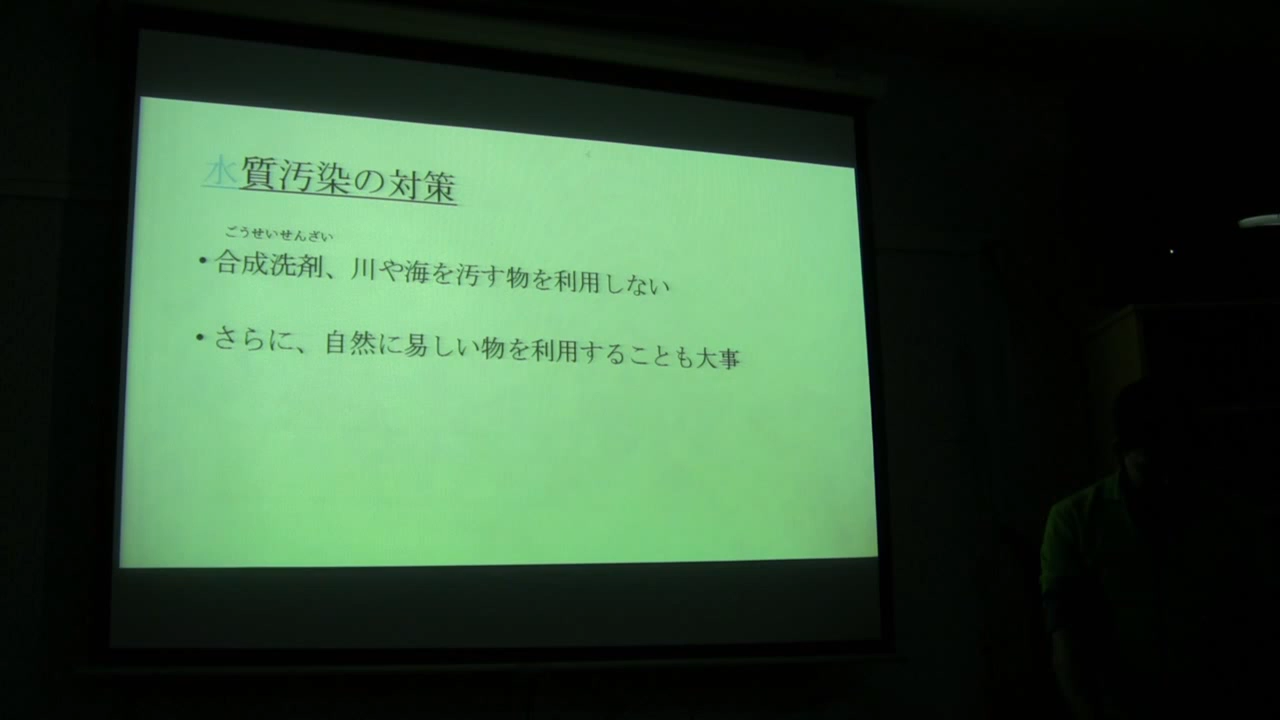 水質汚染の対策
ごうせいせんざい
・合成洗剤、川や海を汚す物を利用しない
・さらに、自然に易しい物を利用することも大事